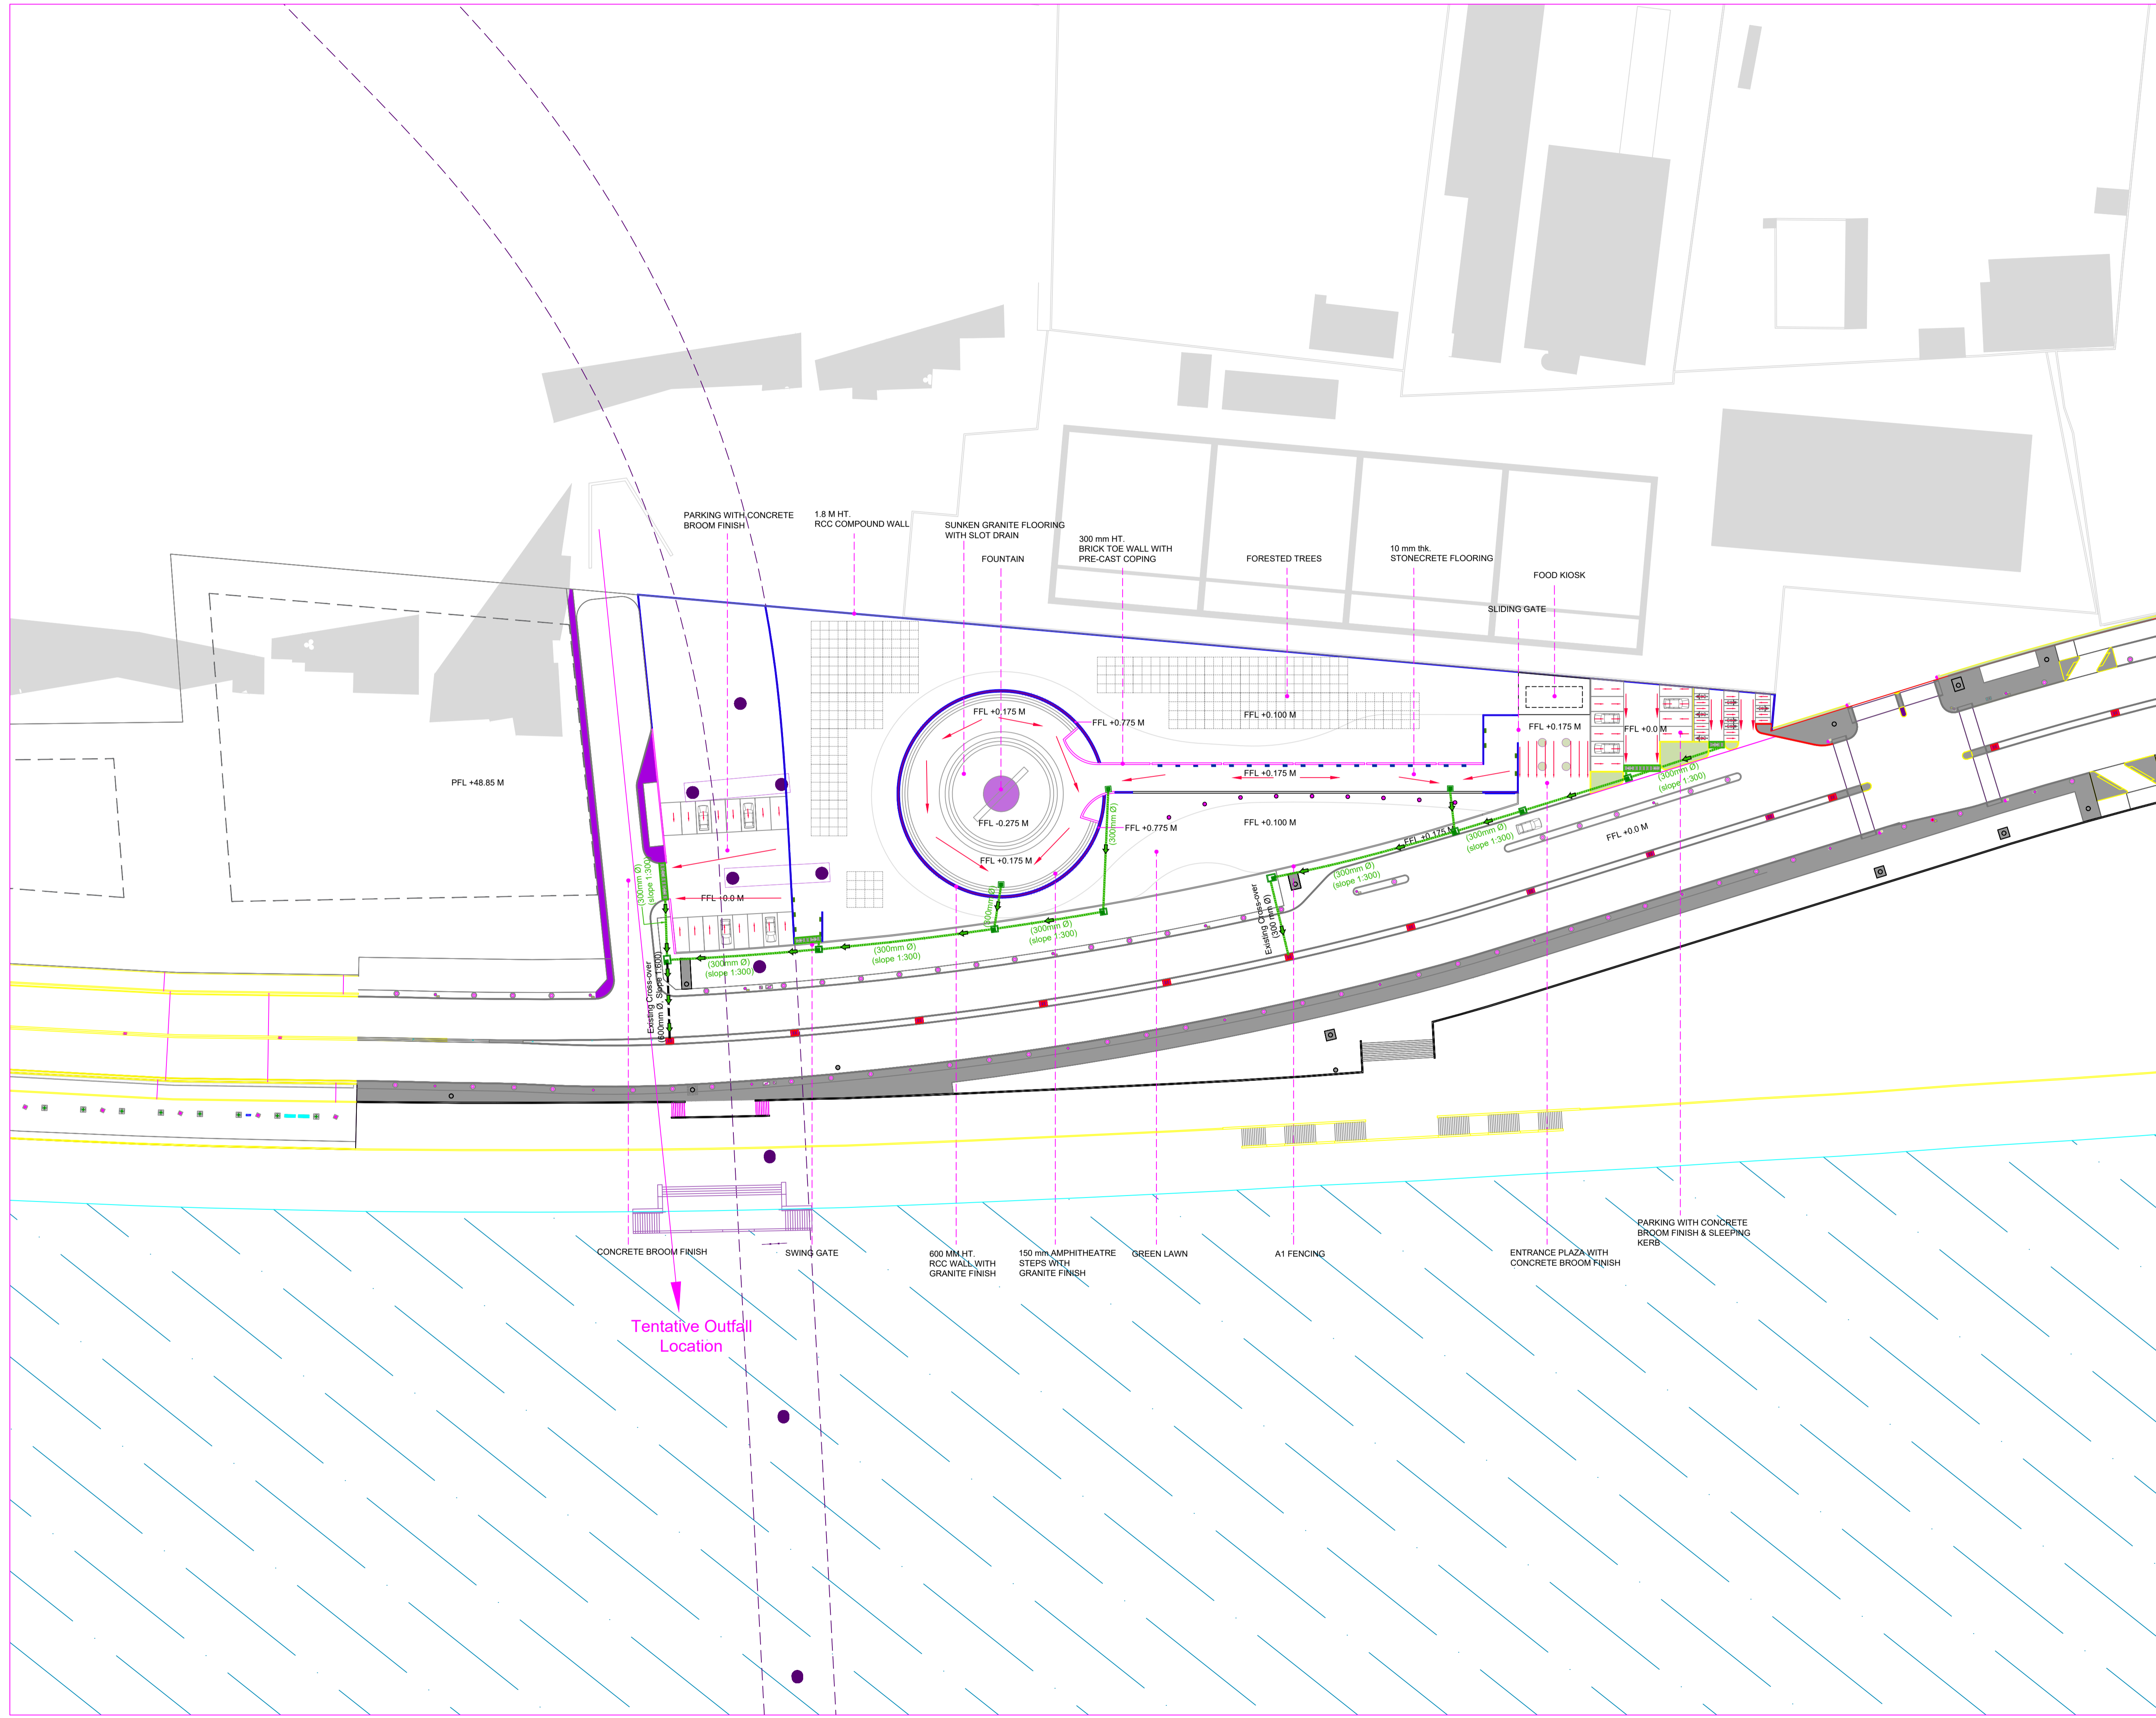 PARKING WITH CONCRETE
BROOM FINISH
1.8 M HT.
RCC COMPOUND WALL
SUNKEN GRANITE FLOORING
WITH SLOT DRAIN
FOUNTAIN
300 mm HT.
BRICK TOE WALL WITH
PRE-CAST COPING
FORESTED TREES
10 mm thk.
STONECRETE FLOORING
FOOD KIOSK
SLIDING GATE
FFL +0.175 M
FFL +0.775 M
FFL +0.100 M
FFL +0.175 M
FFL +0.0 M
FFL +0.175 M
PFL +48.85 M
FFL -0.275 M
FFL +0.775 M
FFL +0.100 M
FFL +0.175 M
FFL +0.0 M
FFL +0.175 M
FFL +0.0 M
(300mm Ø)
(slope 1:300)
(300mm Ø)
(slope 1:300)
(300mm Ø)
(slope 1:300)
(300mm Ø)
(300mm Ø)
(300mm Ø)
(slope 1:300)
(300mm Ø)
(slope 1:300)
(300mm Ø)
(slope 1:300)
(300mm Ø)
(slope 1:300)
Existing Cross-over
(300 mm Ø)
Existing Cross-over
(600mm Ø, Slope 1:600)
CONCRETE BROOM FINISH
SWING GATE
600 MM HT.
RCC WALL WITH
GRANITE FINISH
150 mm AMPHITHEATRE
STEPS WITH
GRANITE FINISH
GREEN LAWN
A1 FENCING
ENTRANCE PLAZA WITH
CONCRETE BROOM FINISH
PARKING WITH CONCRETE
BROOM FINISH & SLEEPING
KERB
Tentative Outfall
Location